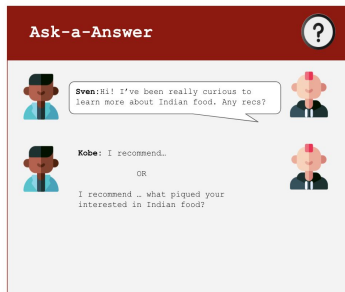 Ask-a-Answer
?
Sven:Hi! I've been really curious to
learn more about Indian food. Any recs?
Kobe: I recommend…
OR
I recommend … what piqued your
interested in Indian food?